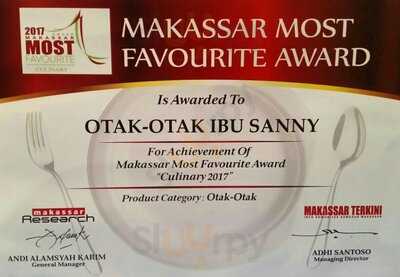 2017
MAKASSAR
MOST
FAVOURITE
CULINARY
MAKASSAR MOST
FAVOURITE AWARD
Is Awarded To
OTAK-OTAK IBU SANNY
For Achievement Of
Makassar Most Favourite Award
"Culinary 2017"
Product Category : Otak-Otak
makassar
Research
MAKASSAR TERKINI
ANDI ALAMSYAH KARIM
General Manager
ADHI SANTOSO
Managing Director